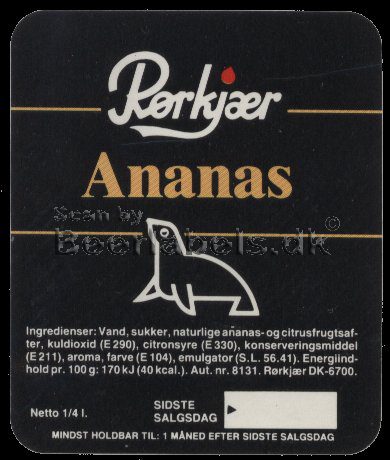 Rørkjær
Ananas
Scan by
Beerlabels.dk©
Ingredienser: Vand, sukker, naturlige ananas- og citrusfrugtsaf-
ter, kuldioxid (E 290), citronsyre (E 330), konserveringsmiddel
(E 211), aroma, farve (E 104), emulgator (S.L. 56.41). Energiind-
hold pr. 100 g: 170 kJ (40 kcal.). Aut. nr. 8131. Rørkjær DK-6700.
Netto 1/4 l.
SIDSTE
SALGSDAG
MINDST HOLDBAR TIL: 1 MÅNED EFTER SIDSTE SALGSDAG